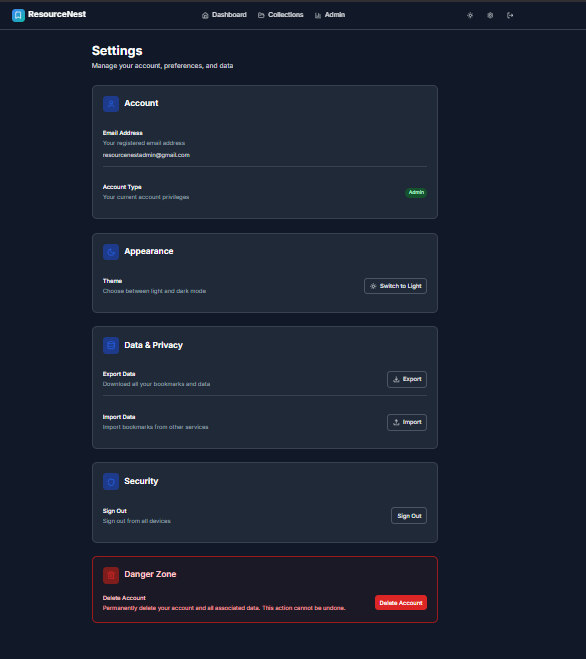 ResourceNest
Dashboard Collections Admin
Settings
Manage your account, preferences, and data
Account
Email Address
Your registered email address
resourcenestadmin@gmail.com
Account Type
Your current account privileges
Admin
Appearance
Theme
Choose between light and dark mode
Switch to Light
Data & Privacy
Export Data
Download all your bookmarks and data
Export
Import Data
Import bookmarks from other services
Import
Security
Sign Out
Sign out from all devices
Sign Out
Danger Zone
Delete Account
Permanently delete your account and all associated data. This action cannot be undone.
Delete Account